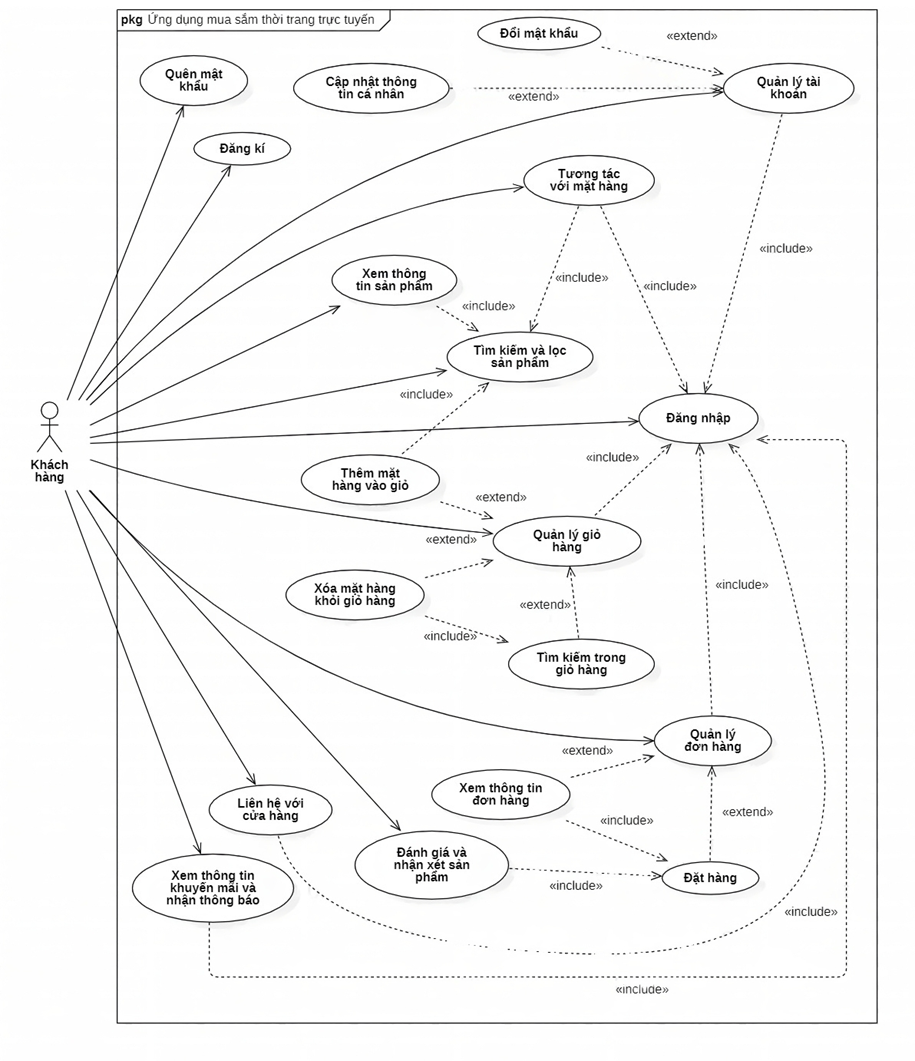 pkg Ứng dụng mua sắm thời trang trực tuyến
Đổi mật khẩu
«extend»
Quên mật
khẩu
Cập nhật thông
tin cá nhân
«extend»
Quản lý tài
khoản
Đăng kí
Tương tác
với mặt hàng
«include»
Xem thông
tin sản phẩm
«include»
«include»
«include»
Tìm kiếm và lọc
sản phẩm
«include»
Đăng nhập
Khách
hàng
Thêm mặt
hàng vào giỏ
«include»
«extend»
Quản lý giỏ
hàng
«extend»
Xóa mặt hàng
khỏi giỏ hàng
«extend»
«include»
«include»
Tìm kiếm trong
giỏ hàng
Quản lý
đơn hàng
«extend»
Xem thông tin
đơn hàng
Liên hệ với
cửa hàng
«include»
«extend»
Đánh giá và
nhận xét sản
phẩm
«include»
Đặt hàng
Xem thông tin
khuyến mãi và
nhận thông báo
«include»
«include»